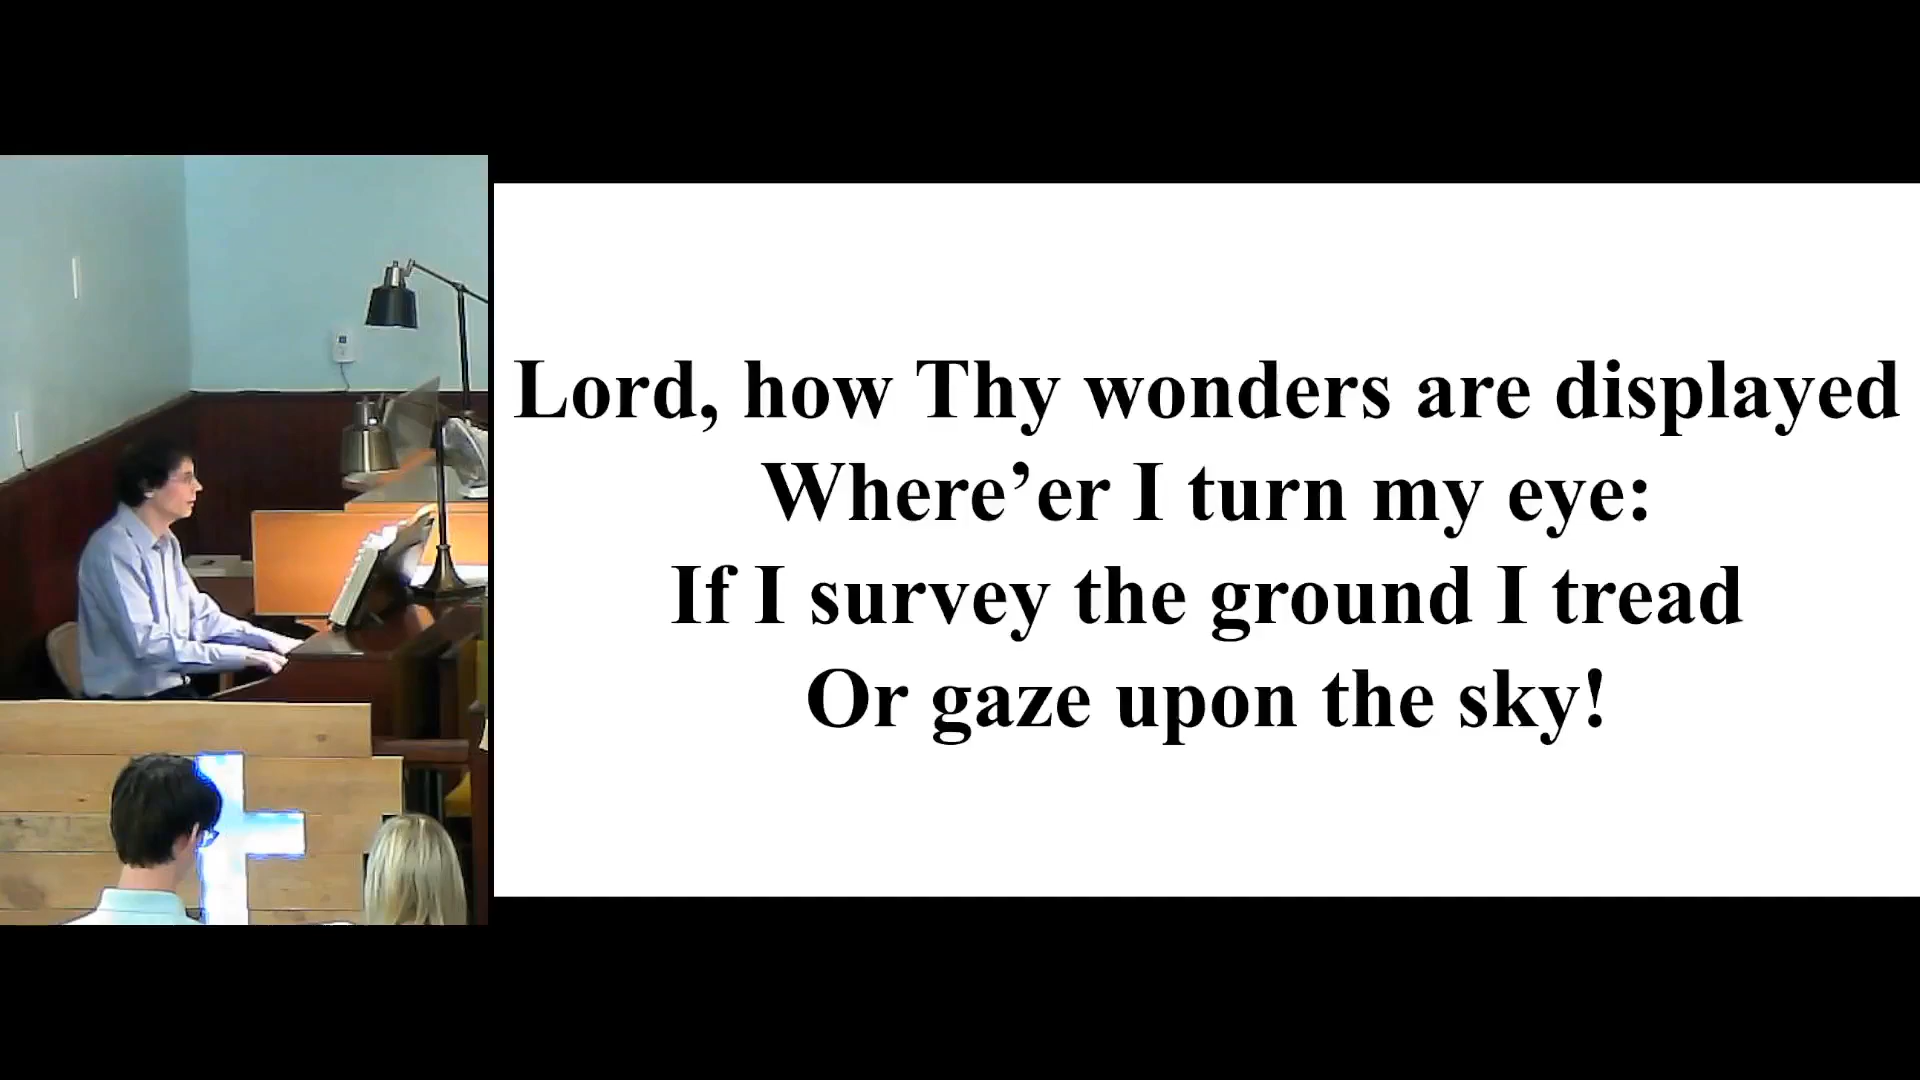 Lord, how Thy wonders are displayed
Where’er I turn my eye:
If I survey the ground I tread
Or gaze upon the sky!